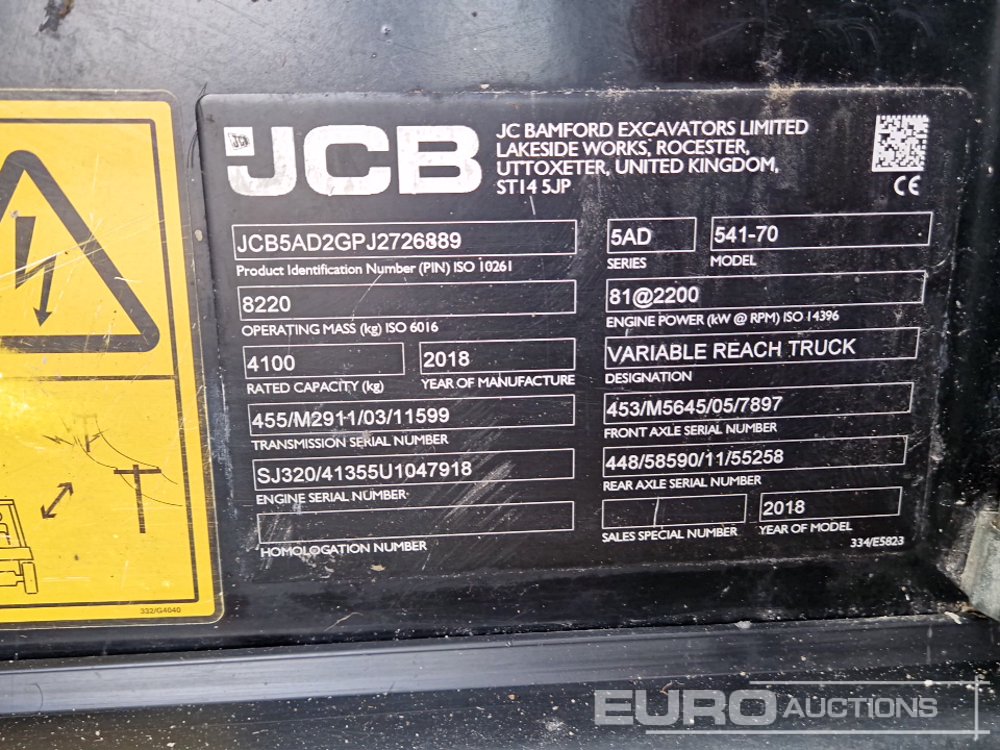 JCB
JC BAMFORD EXCAVATORS LIMITED
LAKESIDE WORKS, ROCESTER,
UTTOXETER, UNITED KINGDOM,
ST14 5JP
CE
JCB5AD2GPJ2726889
Product Identification Number (PIN) ISO 10261
5AD
SERIES
541-70
MODEL
8220
OPERATING MASS (kg) ISO 6016
81@2200
ENGINE POWER (kW @ RPM) ISO 14396
4100
RATED CAPACITY (kg)
2018
YEAR OF MANUFACTURE
VARIABLE REACH TRUCK
DESIGNATION
455/M2911/03/11599
TRANSMISSION SERIAL NUMBER
453/M5645/05/7897
FRONT AXLE SERIAL NUMBER
SJ320/41355U1047918
ENGINE SERIAL NUMBER
448/58590/11/55258
REAR AXLE SERIAL NUMBER
HOMOLOGATION NUMBER
SALES SPECIAL NUMBER
2018
YEAR OF MODEL
334/E5823
332/G4040
EURO AUCTIONS